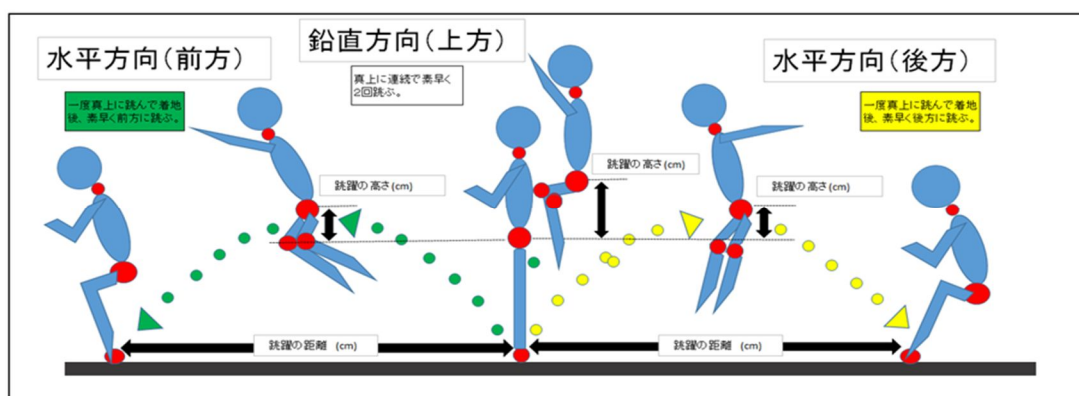 水平方向(前方)
一度真上に跳んで着地
後、素早く前方に跳ぶ。
跳躍の高さ(cm)
鉛直方向(上方)
真上に連続で素早く
2回跳ぶ。
跳躍の高さ(cm)
水平方向(後方)
一度真上に跳んで着地
後、素早く後方に跳ぶ。
跳躍の高さ(cm)
跳躍の距離 (cm)
跳躍の距離 (cm)